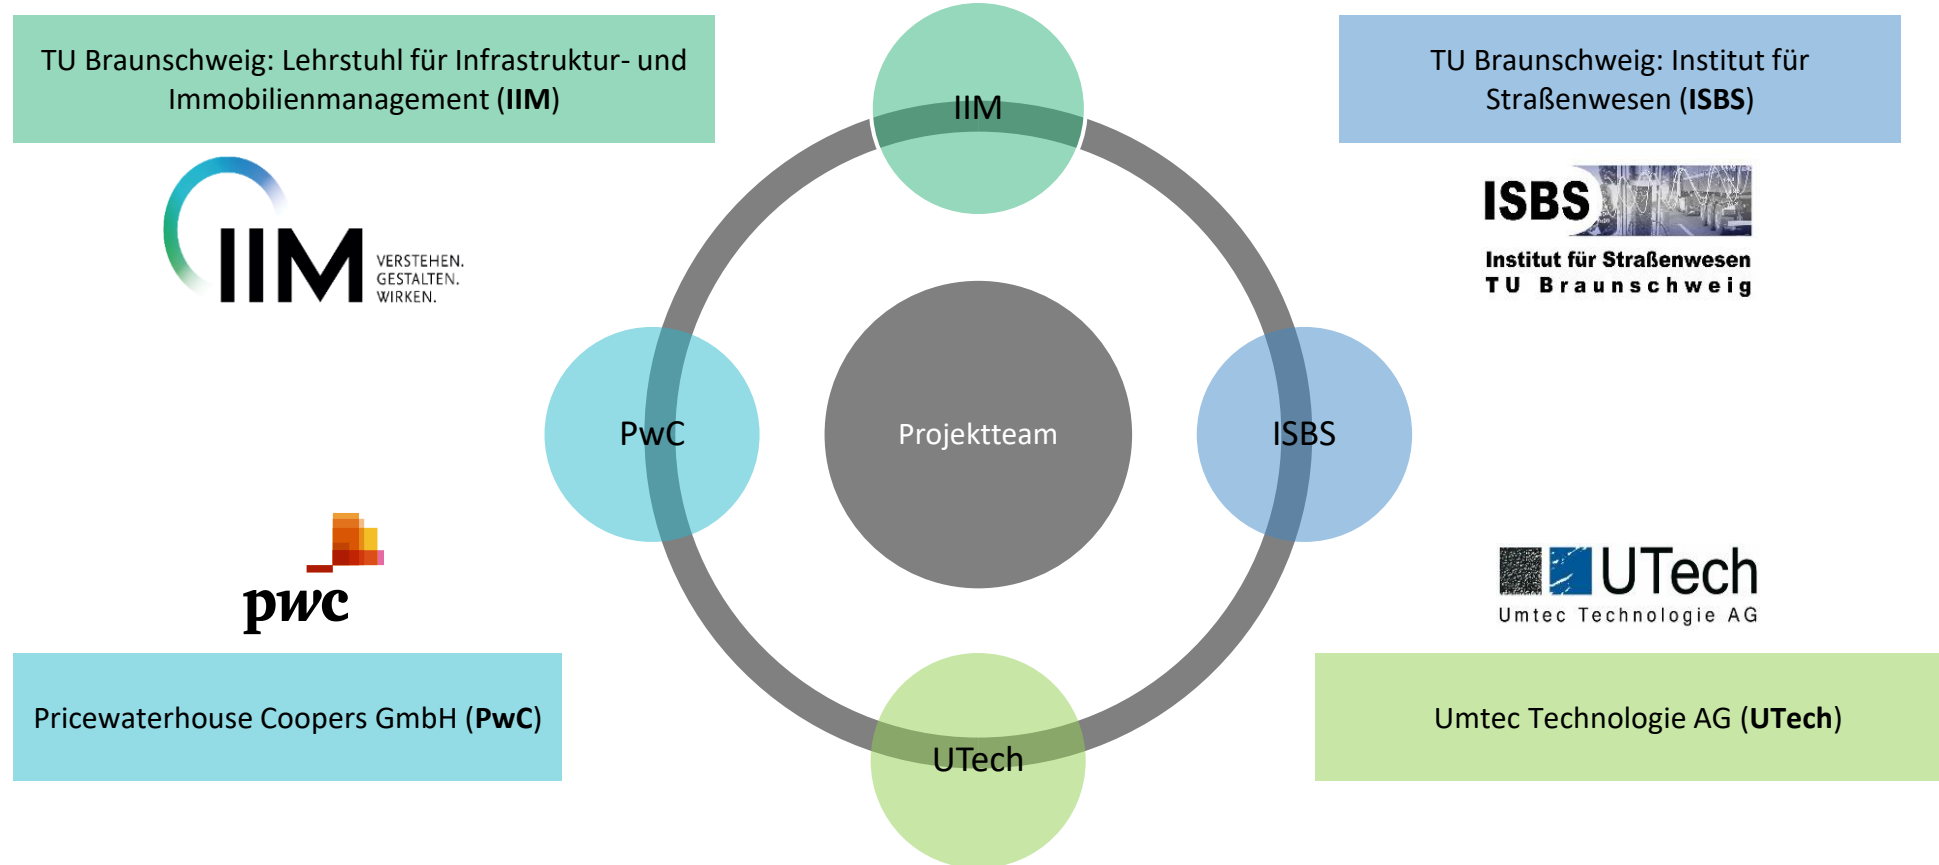 TU Braunschweig: Lehrstuhl für Infrastruktur- und
Immobilienmanagement (IIM)
IIM
TU Braunschweig: Institut für
Straßenwesen (ISBS)
IIM
VERSTEHEN.
GESTALTEN.
WIRKEN.
ISBS
Institut für Straßenwesen
TU Braunschweig
PwC
Projektteam
ISBS
pwc
UTech
Umtec Technologie AG
Pricewaterhouse Coopers GmbH (PwC)
UTech
Umtec Technologie AG (UTech)